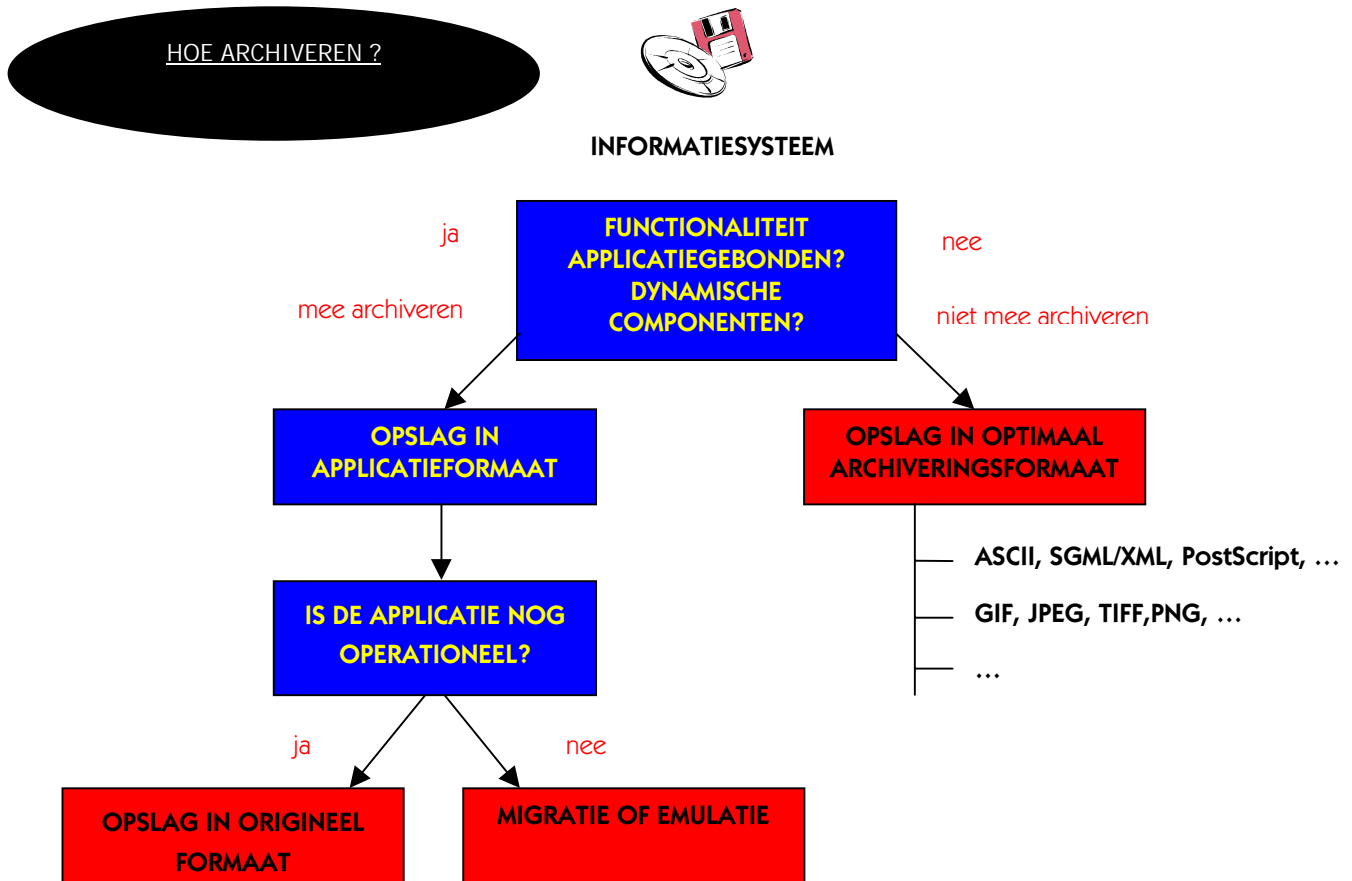 HOE ARCHIVEREN ?
INFORMATIESYSTEEM
ja
FUNCTIONALITEIT
APPLICATIEGEBONDEN?
DYNAMISCHE
COMPONENTEN?
nee
mee archiveren
niet mee archiveren
OPSLAG IN
APPLICATIEFORMAAT
OPSLAG IN OPTIMAAL
ARCHIVERINGSFORMAAT
ASCII, SGML/XML, PostScript, …
GIF, JPEG, TIFF,PNG, …
…
IS DE APPLICATIE NOG
OPERATIONEEL?
ja
nee
OPSLAG IN ORIGINEEL
FORMAAT
MIGRATIE OF EMULATIE